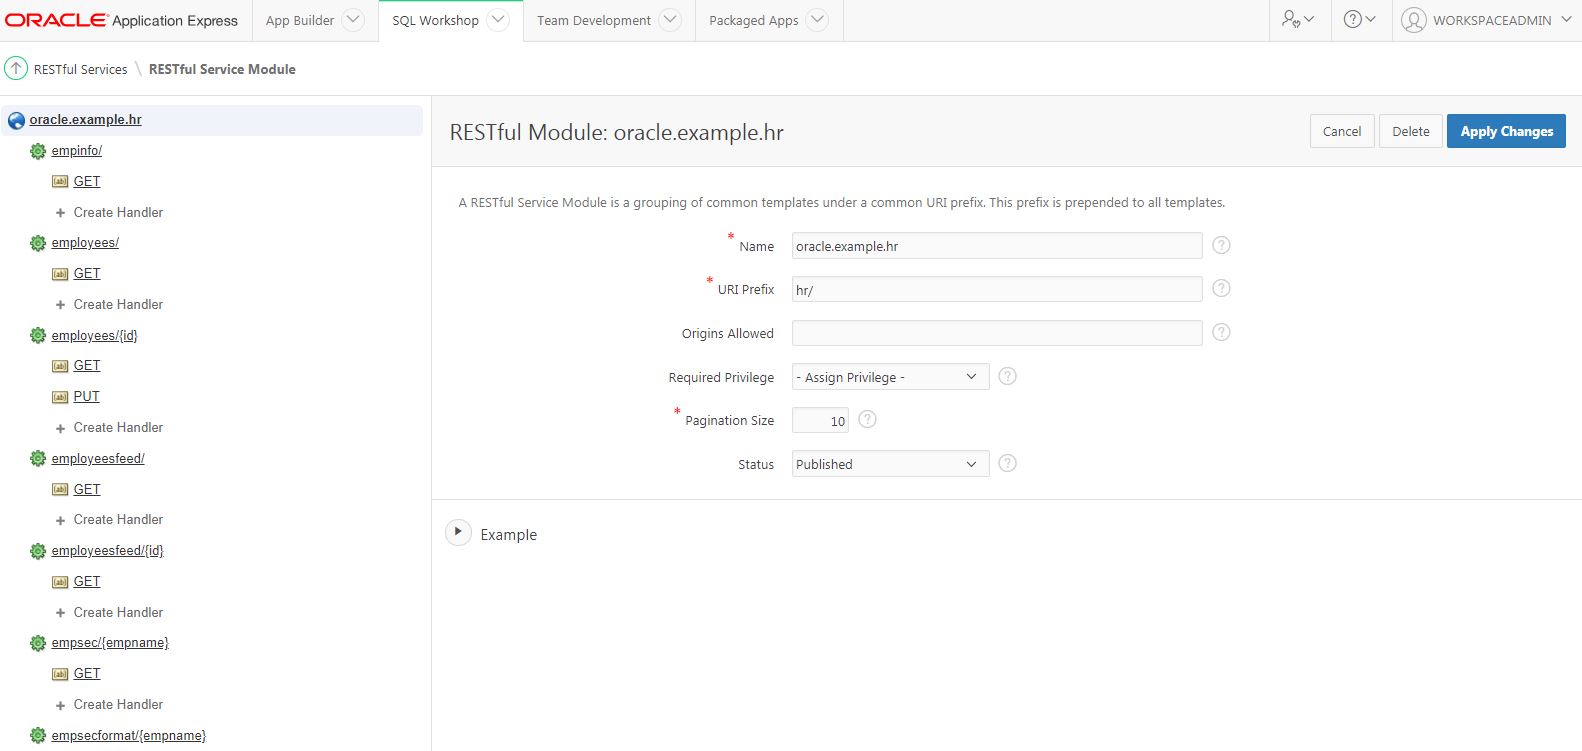 ORACLE® Application Express App Builder SQL Workshop Team Development Packaged Apps WORKSPACEADMIN
RESTful Services \ RESTful Service Module
oracle.example.hr
empinfo/
GET
Create Handler
employees/
GET
Create Handler
employees/{id}
GET
PUT
Create Handler
employeesfeed/
GET
Create Handler
employeesfeed/{id}
GET
Create Handler
empsec/{empname}
GET
Create Handler
empsecformat/{empname}
RESTful Module: oracle.example.hr Cancel Delete Apply Changes
A RESTful Service Module is a grouping of common templates under a common URI prefix. This prefix is prepended to all templates.
* Name oracle.example.hr ?
* URI Prefix hr/ ?
Origins Allowed ?
Required Privilege - Assign Privilege - ?
* Pagination Size 10 ?
Status Published ?
Example